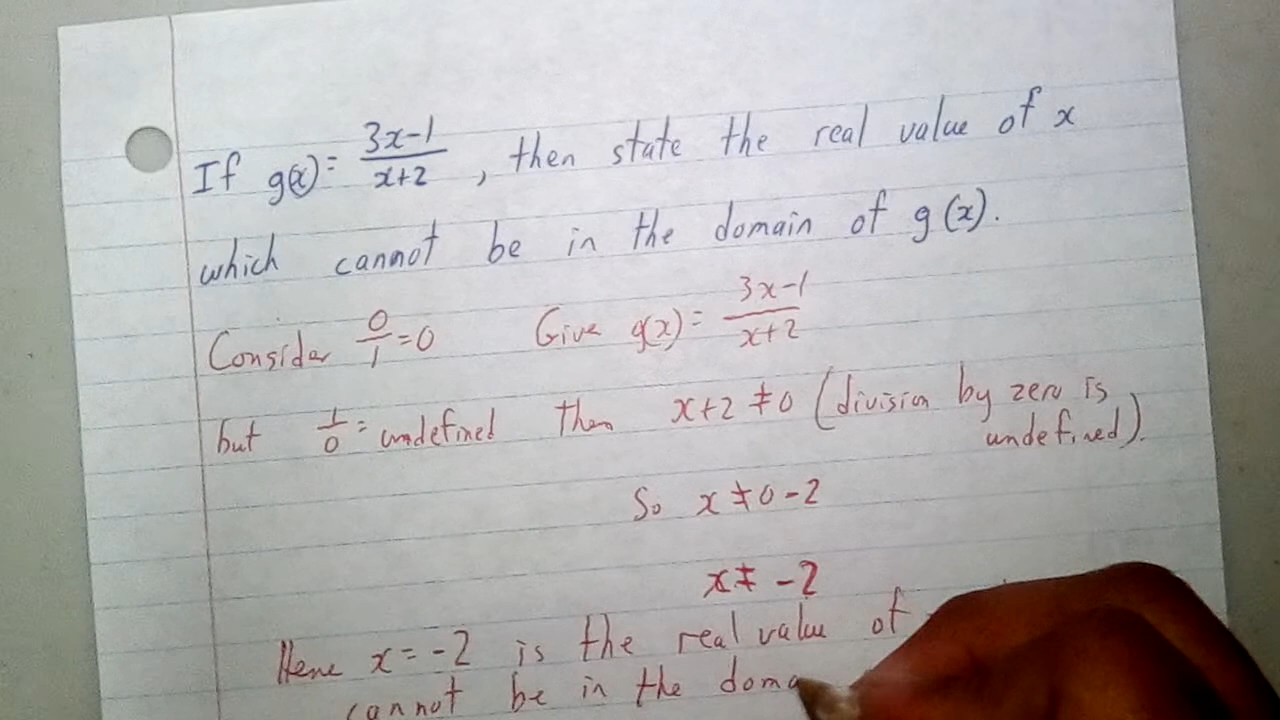 If g(x) = 3x-1/x+2, then state the real value of x
which cannot be in the domain of g(x).
Consider 0/1 = 0 Give g(x) = 3x-1/x+2
but 1/0 = undefined then x+2 ≠ 0 (division by zero is
undefined).
So x ≠ 0 - 2
x ≠ -2
Hence x = -2 is the real value of
cannot be in the doma